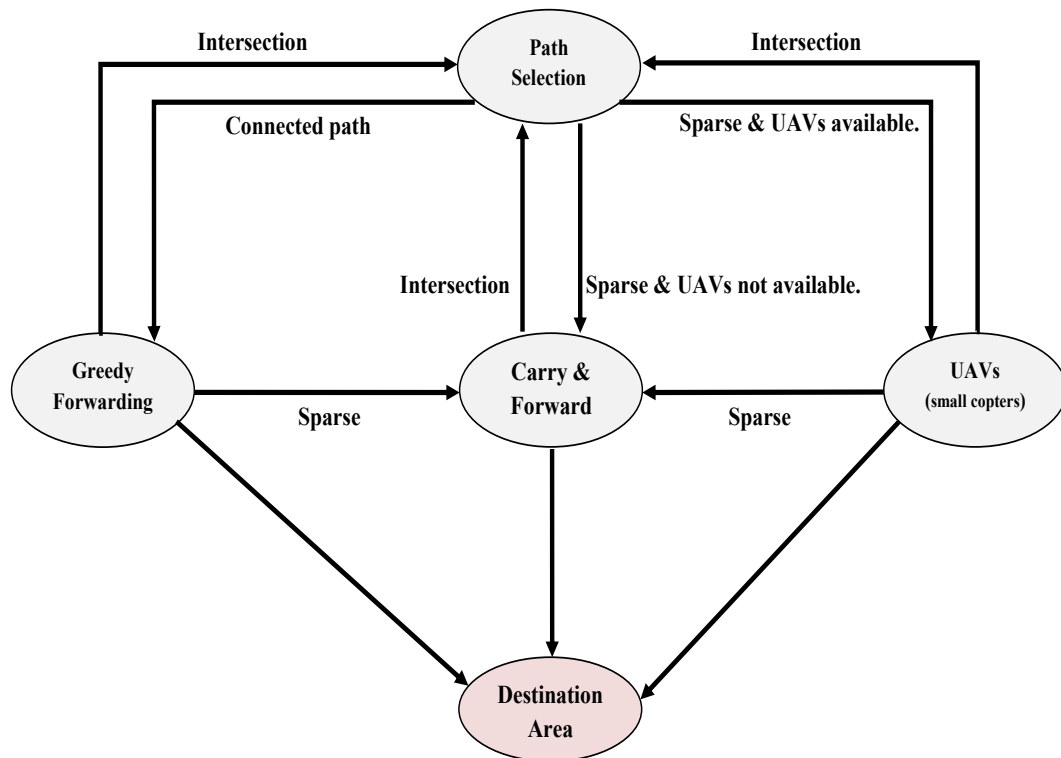 Intersection
Path
Selection
Intersection
Connected path
Sparse & UAVs available.
Intersection
Sparse & UAVs not available.
Greedy
Forwarding
Carry &
Forward
UAVs
(small copters)
Sparse
Sparse
Destination
Area